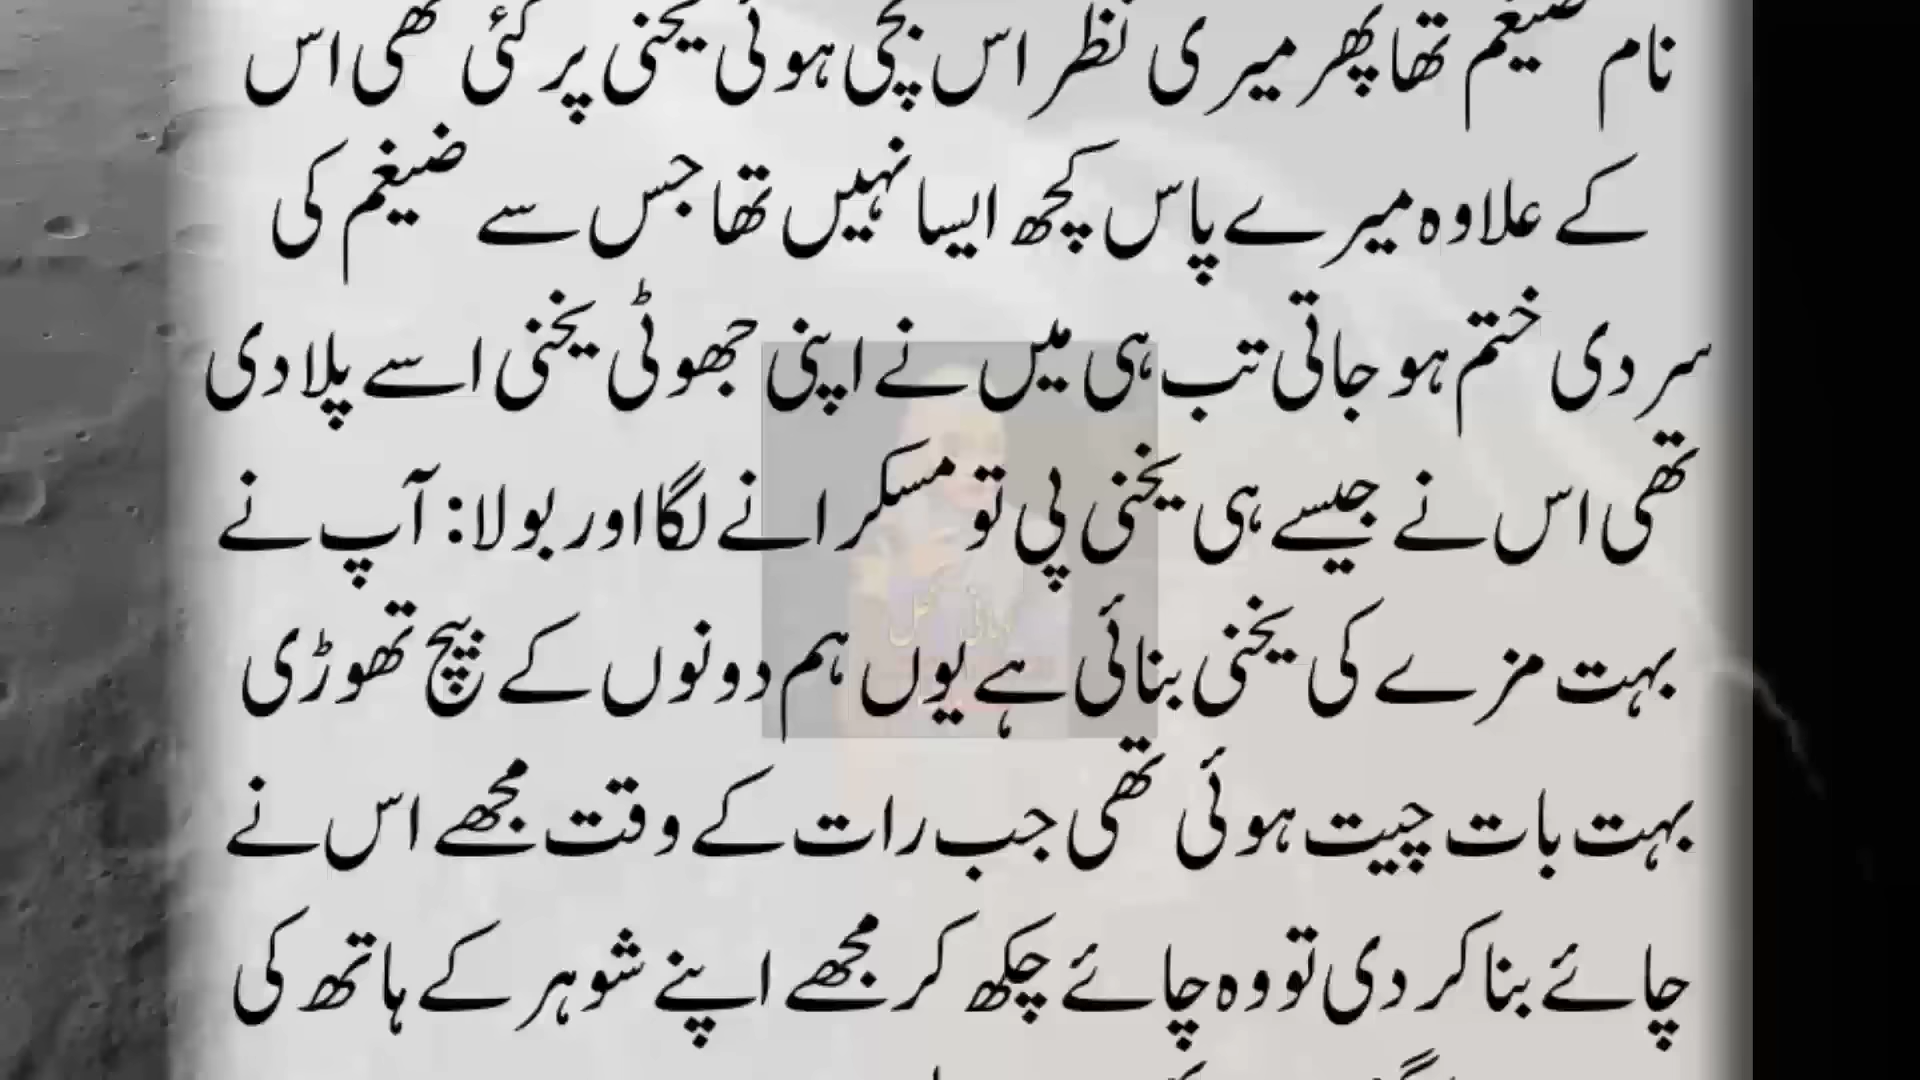 نام ضیغم تھا پھر میری نظر اس بچی ہوئی یخنی پر گئی تھی اس
کے علاوہ میرے پاس کچھ ایسا نہیں تھا جس سے ضیغم کی
سردی ختم ہو جاتی تب ہی میں نے اپنی جھوٹی یخنی اسے پلا دی
تھی اس نے جیسے ہی یخنی پی تو مسکرانے لگا اور بولا: آپ نے
بہت مزے کی یخنی بنائی ہے یوں ہم دونوں کے بیچ تھوڑی
بہت بات چیت ہوئی تھی جب رات کے وقت مجھے اس نے
چائے بنا کر دی تو وہ چائے چکھ کر مجھے اپنے شوہر کے ہاتھ کی